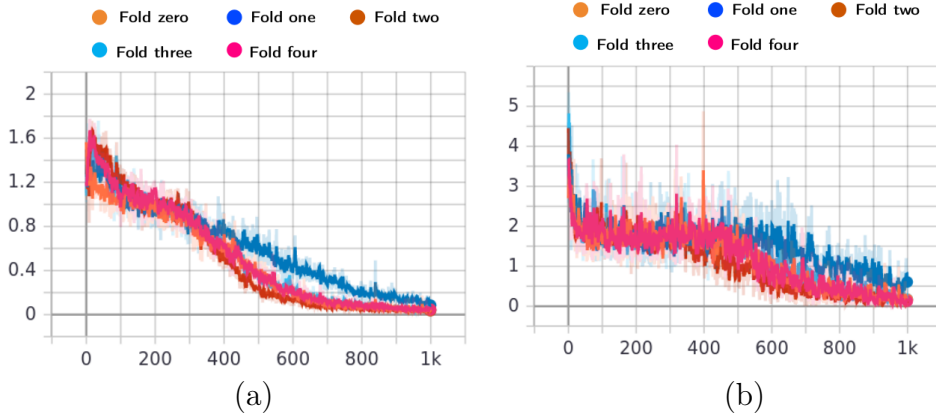 Fold zero Fold one Fold two
Fold three Fold four
2
1.6
1.2
0.8
0.4
0
0 200 400 600 800 1k
(a)
Fold zero Fold one Fold two
Fold three Fold four
5
4
3
2
1
0
0 200 400 600 800 1k
(b)